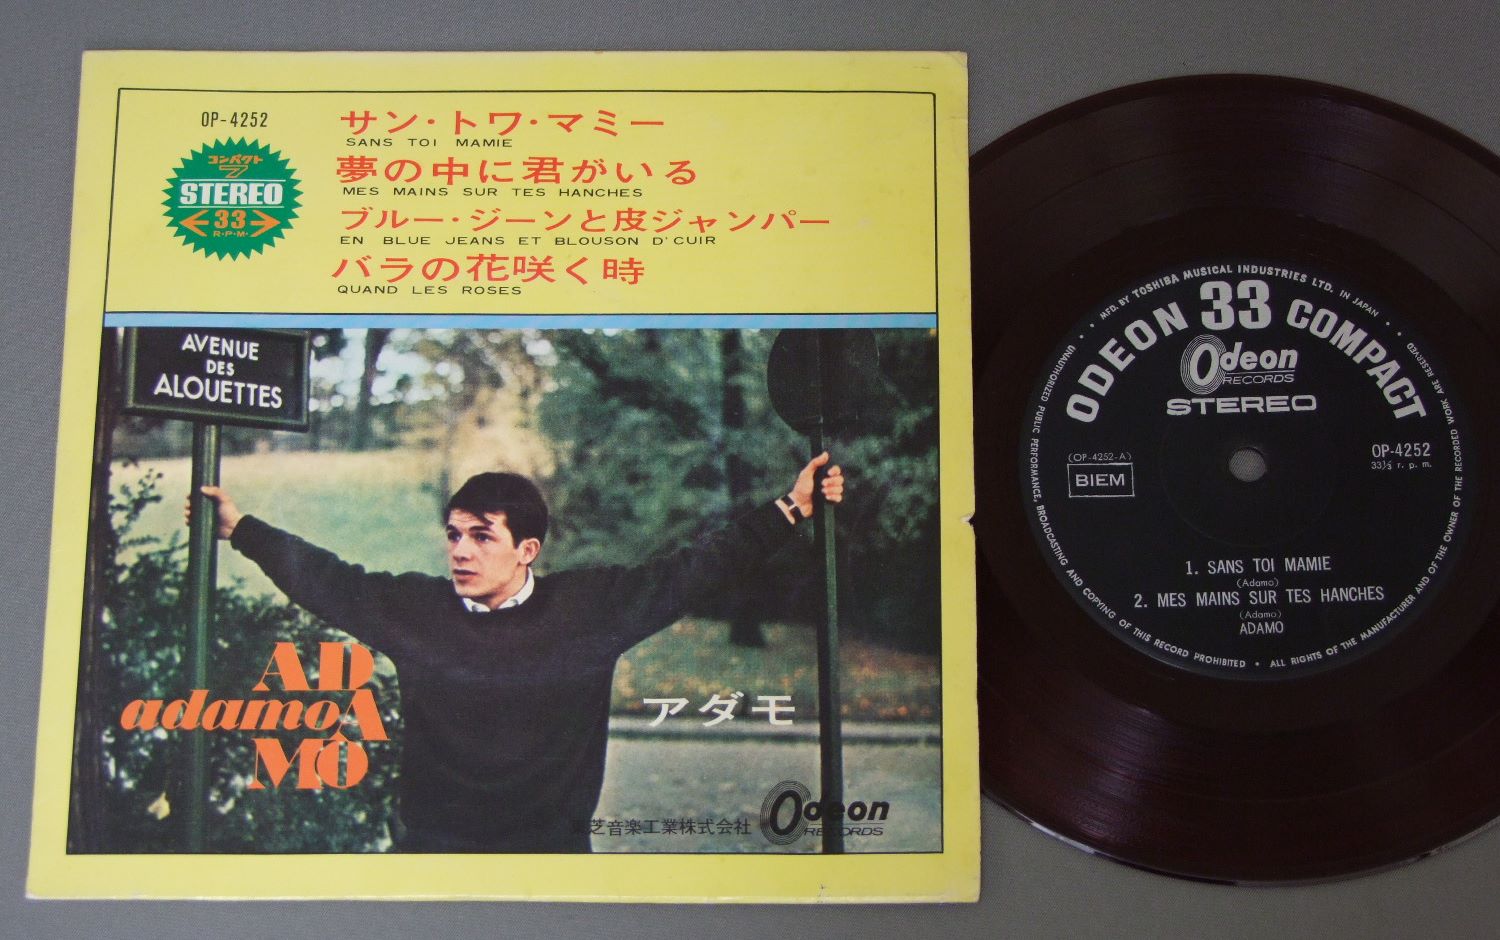 OP-4252
コンパクト
7
STEREO
33
R・P・M・
サン・トワ・マミー
SANS TOI MAMIE
夢の中に君がいる
MES MAINS SUR TES HANCHES
ブルー・ジーンと皮ジャンパー
EN BLUE JEANS ET BLOUSON D'CUIR
バラの花咲く時
QUAND LES ROSES
AVENUE
DES
ALOUETTES
AD
adamo A
MO
アダモ
東芝音楽工業株式会社
Odeon
RECORDS
MFD. BY TOSHIBA MUSICAL INDUSTRIES LTD. IN JAPAN
ODEON 33 COMPACT
Odeon
RECORDS
STEREO
(OP-4252-A)
BIEM
OP-4252
33⅓ r. p. m.
1. SANS TOI MAMIE
(Adamo)
2. MES MAINS SUR TES HANCHES
(Adamo)
ADAMO
UNAUTHORIZED PUBLIC PERFORMANCE, BROADCASTING AND COPYING OF THIS RECORD PROHIBITED • ALL RIGHTS OF THE MANUFACTURER AND OF THE OWNER OF THE RECORDED WORK ARE RESERVED